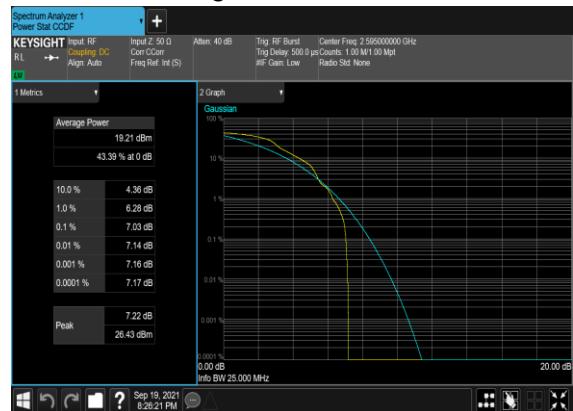 Spectrum Analyzer 1
Power Stat CCDF
KEYSIGHT
RL
Input: RF
Coupling: DC
Align: Auto
Input Z: 50 Ω
Corr CCorr
Freq Ref: Int (S)
Atten: 40 dB
Trig: RF Burst
Trig Delay: 500.0 µs
#IF Gain: Low
Center Freq: 2.595000000 GHz
Counts: 1.00 M/1.00 Mpt
Radio Std: None
1 Metrics
Average Power
19.21 dBm
43.39 % at 0 dB
10.0 % 4.36 dB
1.0 % 6.28 dB
0.1 % 7.03 dB
0.01 % 7.14 dB
0.001 % 7.16 dB
0.0001 % 7.17 dB
Peak
7.22 dB
26.43 dBm
2 Graph
Gaussian
100 %
10 %
1 %
0.1 %
0.01 %
0.001 %
0.0001 %
0.00 dB
20.00 dB
Info BW 25.000 MHz
?
Sep 19, 2021
8:26:21 PM